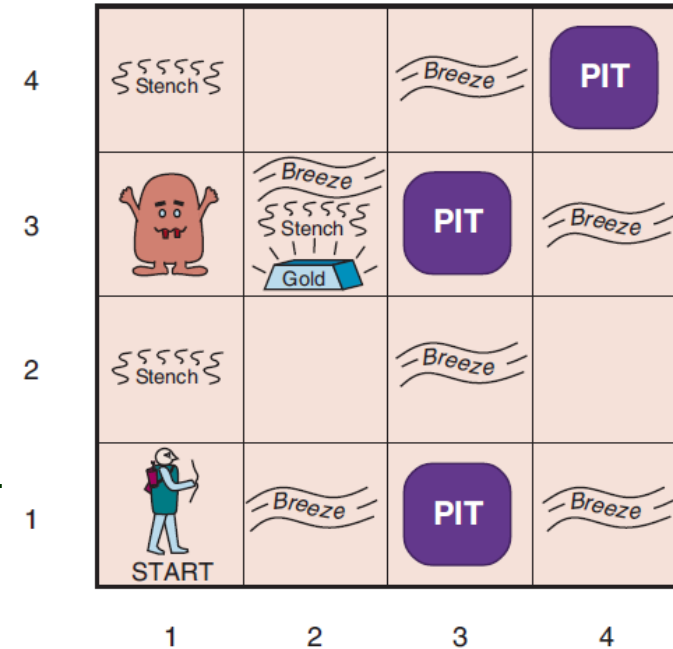 4 Stench Breeze PIT
Breeze
3 Stench PIT Breeze
Gold
2 Stench Breeze
1 Breeze PIT Breeze
START
1 2 3 4